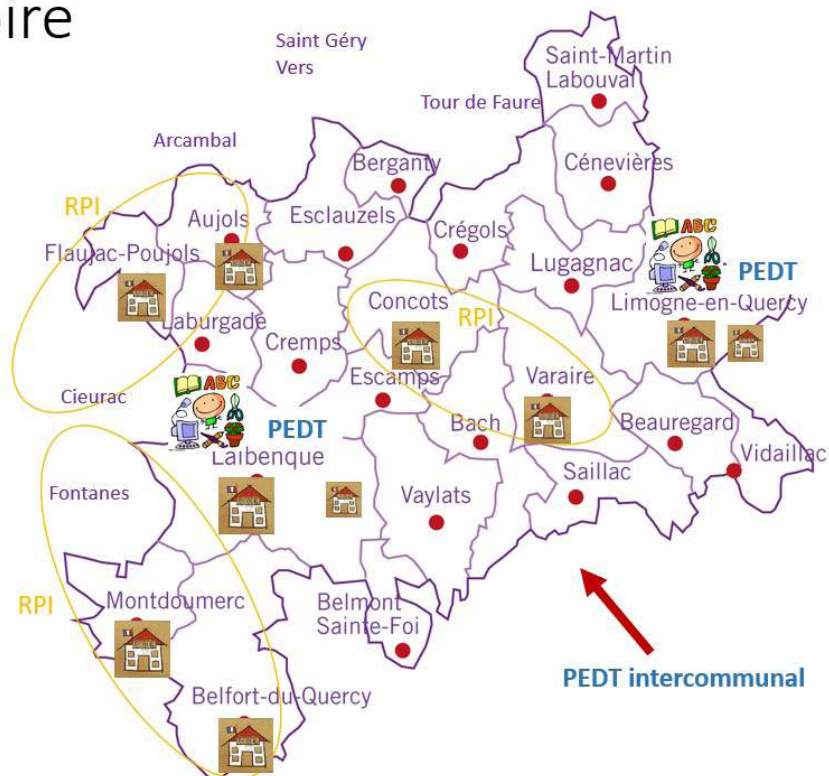 oire
Saint Géry
Vers
Saint-Martin
Labouval
Tour de Faure
Arcambal
Berganty
Cénevières
RPI
Aujols
Esclauzels
Crégols
ABC
Flaujac-Poujols
Lugagnac
PEDT
Concots
RPI
Limogne-en-Quercy
Laburgade
Cremps
Escamps
Varaire
Cieurac
ABC
PEDT
Bach
Beauregard
Lalbenque
Vidaillac
Saillac
Fontanes
Vaylats
RPI
Montdoumerc
Belmont
Sainte-Foi
PEDT intercommunal
Belfort-du-Quercy